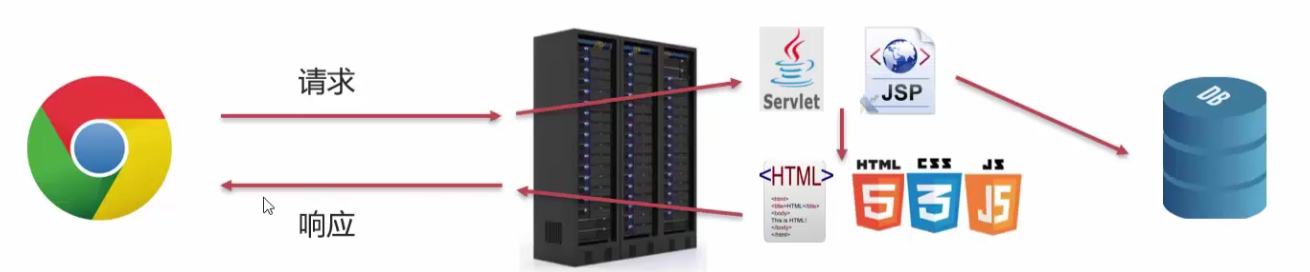 请求
Servlet
JSP
DB
<HTML>
<html>
<title>HTML</title>
<body>
This is HTML!
</body>
</html>
HTML CSS JS
5 3 JS
响应